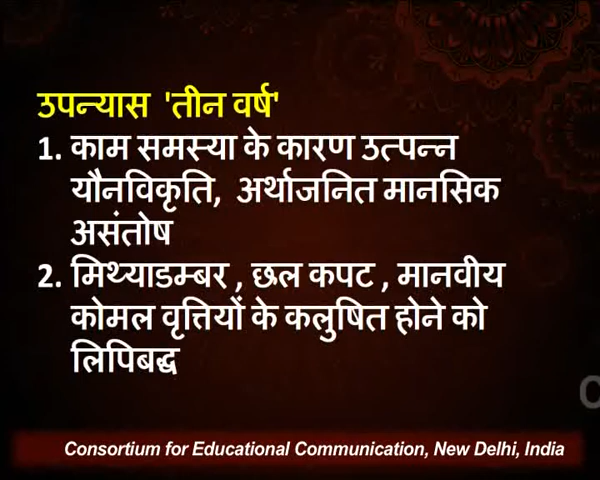 उपन्यास 'तीन वर्ष'
1. काम समस्या के कारण उत्पन्न
यौनविकृति, अर्थाजनित मानसिक
असंतोष
2. मिथ्याडम्बर , छल कपट , मानवीय
कोमल वृत्तियों के कलुषित होने को
लिपिबद्ध
C
Consortium for Educational Communication, New Delhi, India